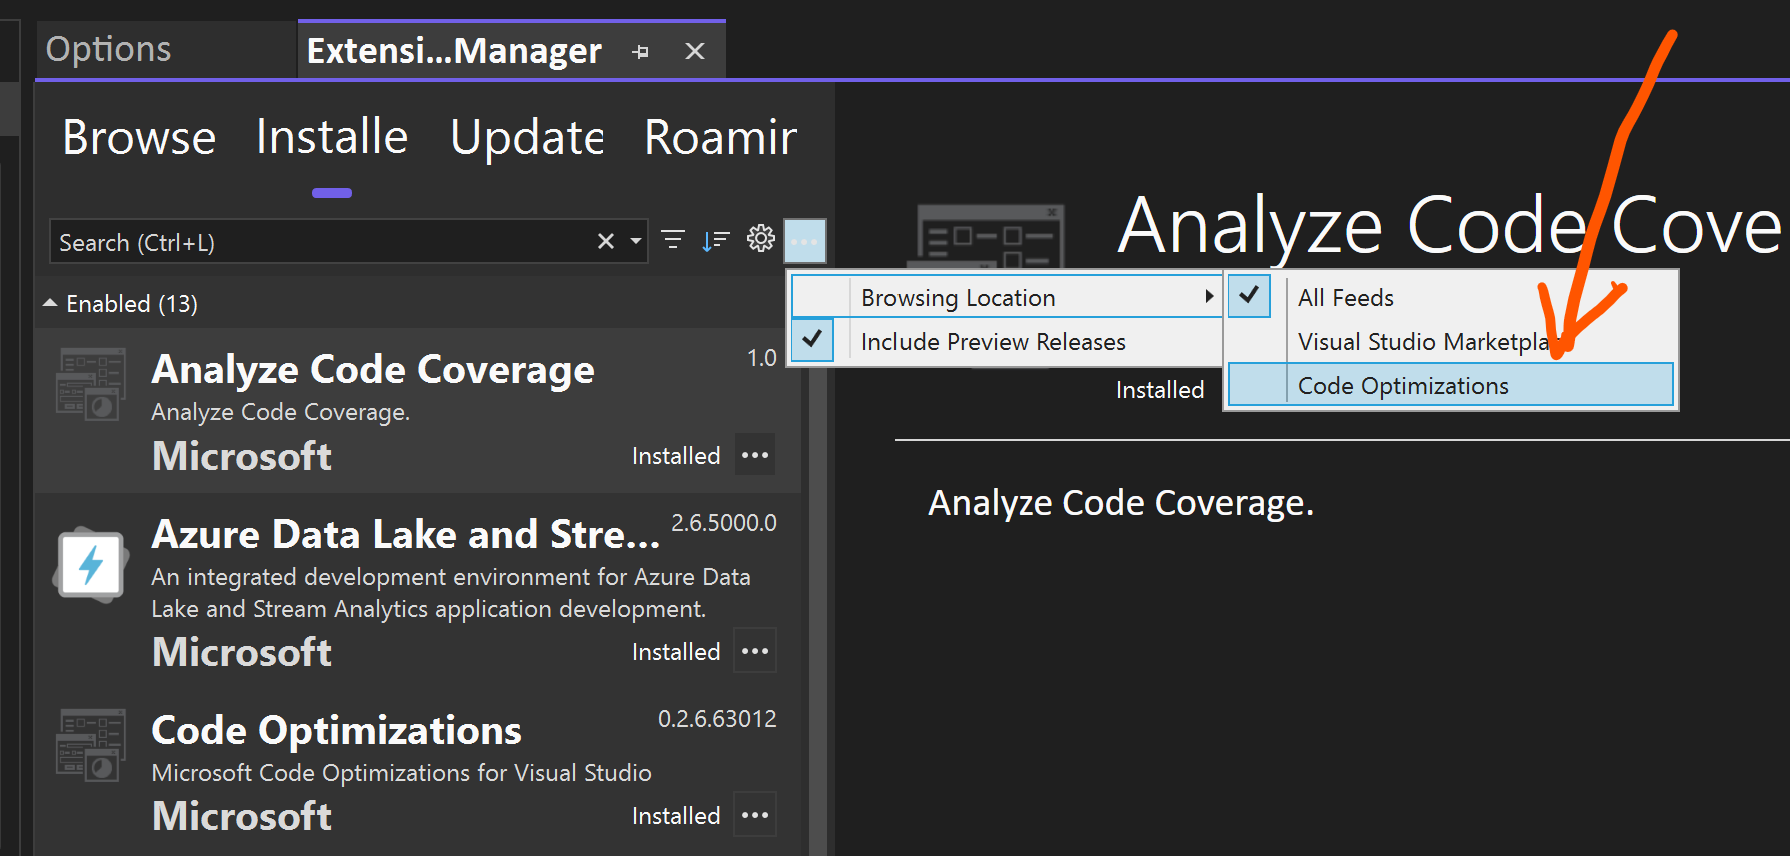 Options
Extensi...Manager
Browse
Installe
Update
Roamin
Search (Ctrl+L)
Enabled (13)
Analyze Code Coverage
1.0
Analyze Code Coverage.
Microsoft
Installed
Azure Data Lake and Stre...
2.6.5000.0
An integrated development environment for Azure Data
Lake and Stream Analytics application development.
Microsoft
Installed
Code Optimizations
0.2.6.63012
Microsoft Code Optimizations for Visual Studio
Microsoft
Installed
Browsing Location
Include Preview Releases
All Feeds
Visual Studio Marketpla
Code Optimizations
Analyze Code Cove
Installed
Analyze Code Coverage.